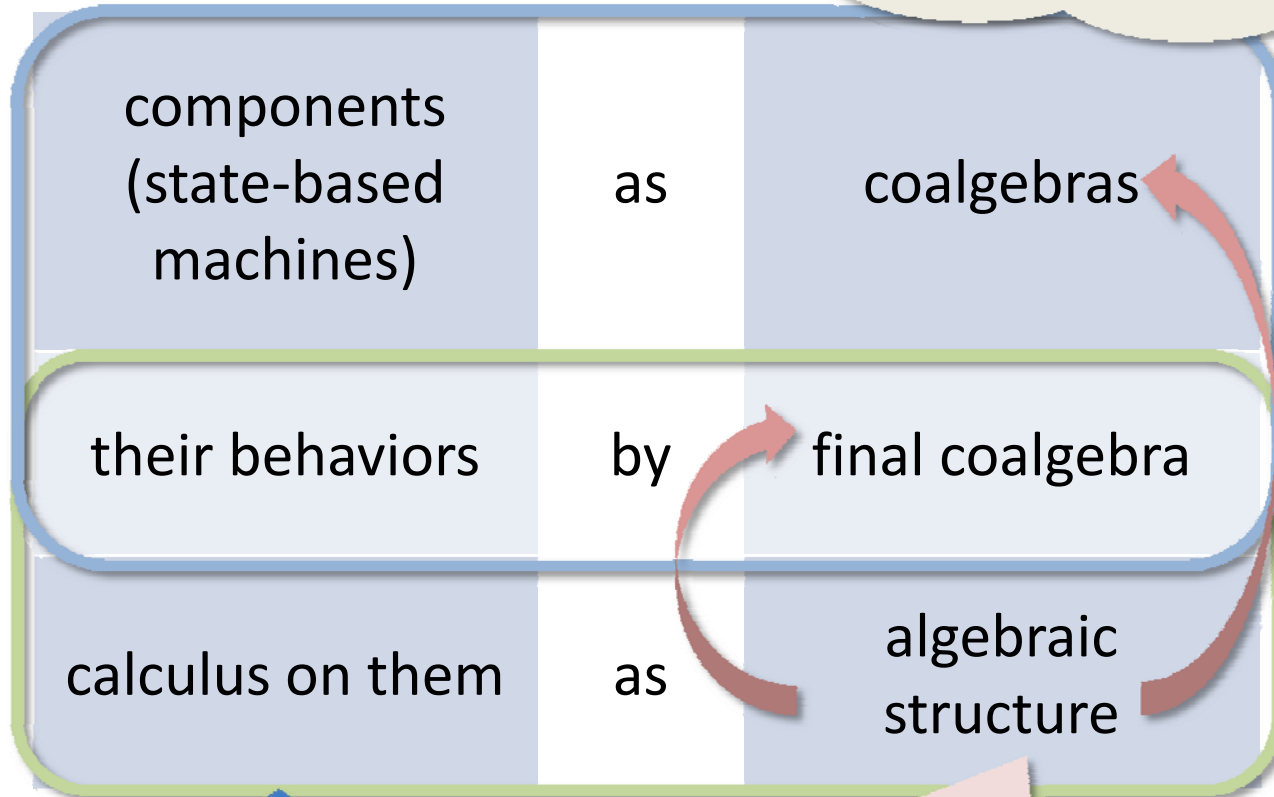 components
(state-based
machines)
as
coalgebras
their behaviors
by
final coalgebra
calculus on them
as
algebraic
structure